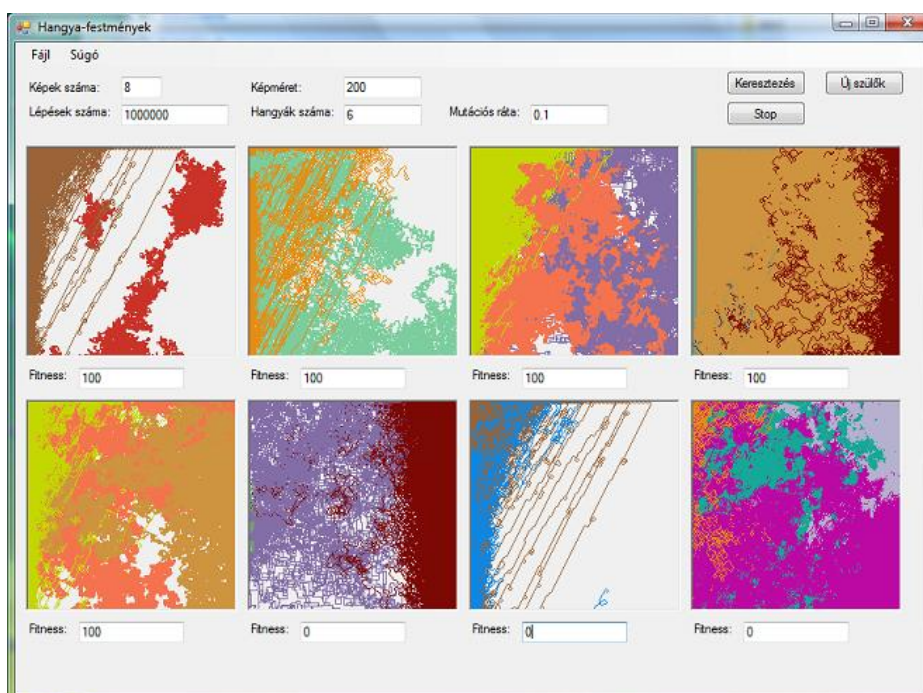 Hangya-festmények
Fájl Súgó
Képek száma: 8 Képméret: 200 Keresztezés Új szülők
Lépések száma: 1000000 Hangyák száma: 6 Mutációs ráta: 0.1 Stop
Fitness: 100 Fitness: 100 Fitness: 100 Fitness: 100
Fitness: 100 Fitness: 0 Fitness: 0 Fitness: 0